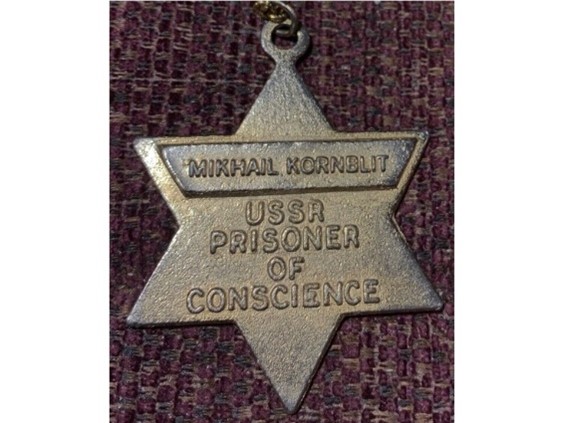 MIKHAIL KORNBLIT
USSR
PRISONER
OF
CONSCIENCE